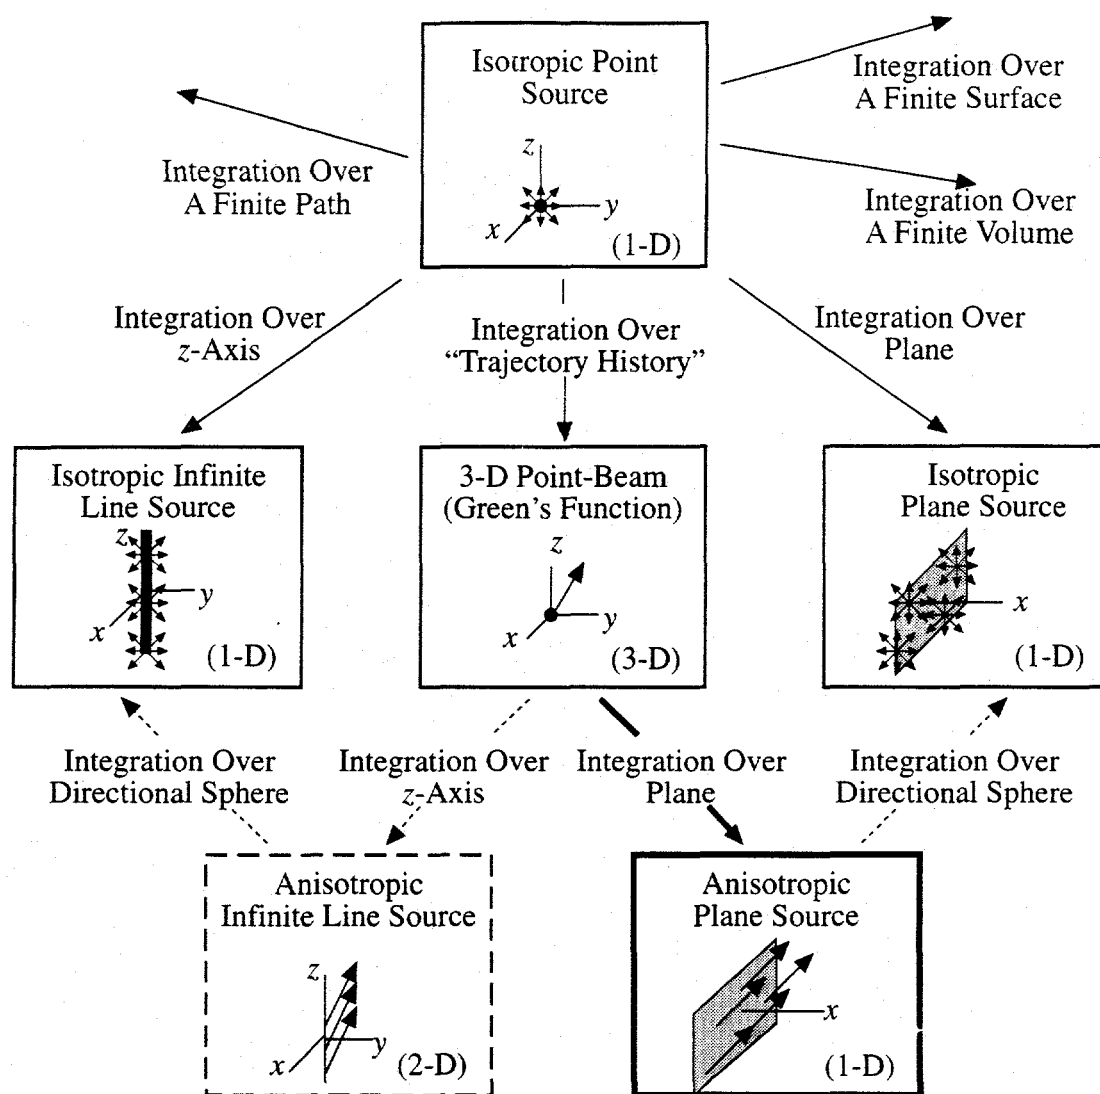 Isotropic Point
Source
z
y
x
(1-D)
Integration Over
A Finite Surface
Integration Over
A Finite Path
Integration Over
A Finite Volume
Integration Over
z-Axis
Integration Over
“Trajectory History”
Integration Over
Plane
Isotropic Infinite
Line Source
z
y
x
(1-D)
3-D Point-Beam
(Green's Function)
z
y
x
(3-D)
Isotropic
Plane Source
x
(1-D)
Integration Over
Directional Sphere
Integration Over
z-Axis
Integration Over
Plane
Integration Over
Directional Sphere
Anisotropic
Infinite Line Source
z
y
x
(2-D)
Anisotropic
Plane Source
x
(1-D)